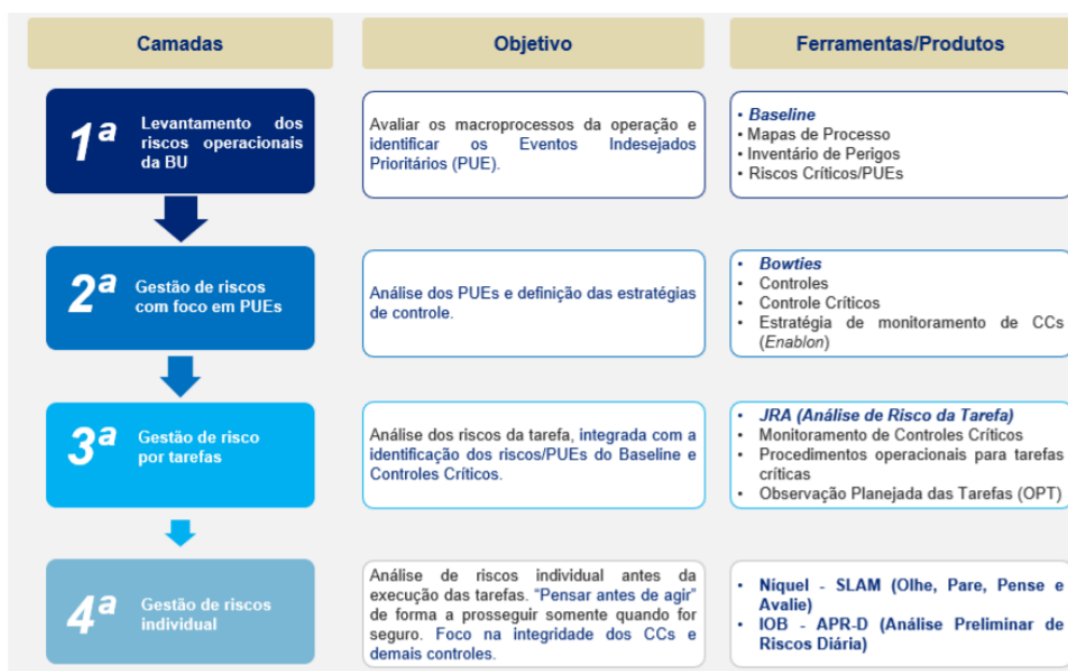 Camadas
Objetivo
Ferramentas/Produtos
1ª
Levantamento dos
riscos operacionais
da BU
Avaliar os macroprocessos da operação e
identificar os Eventos Indesejados
Prioritários (PUE).
• Baseline
• Mapas de Processo
• Inventário de Perigos
• Riscos Críticos/PUEs
2ª
Gestão de riscos
com foco em PUEs
Análise dos PUEs e definição das estratégias
de controle.
• Bowties
• Controles
• Controle Críticos
• Estratégia de monitoramento de CCs
(Enablon)
3ª
Gestão de risco
por tarefas
Análise dos riscos da tarefa, integrada com a
identificação dos riscos/PUEs do Baseline e
Controles Críticos.
• JRA (Análise de Risco da Tarefa)
• Monitoramento de Controles Críticos
• Procedimentos operacionais para tarefas
críticas
• Observação Planejada das Tarefas (OPT)
4ª
Gestão de riscos
individual
Análise de riscos individual antes da
execução das tarefas. "Pensar antes de agir"
de forma a prosseguir somente quando for
seguro. Foco na integridade dos CCs e
demais controles.
• Níquel - SLAM (Olhe, Pare, Pense e
Avalie)
• IOB - APR-D (Análise Preliminar de
Riscos Diária)